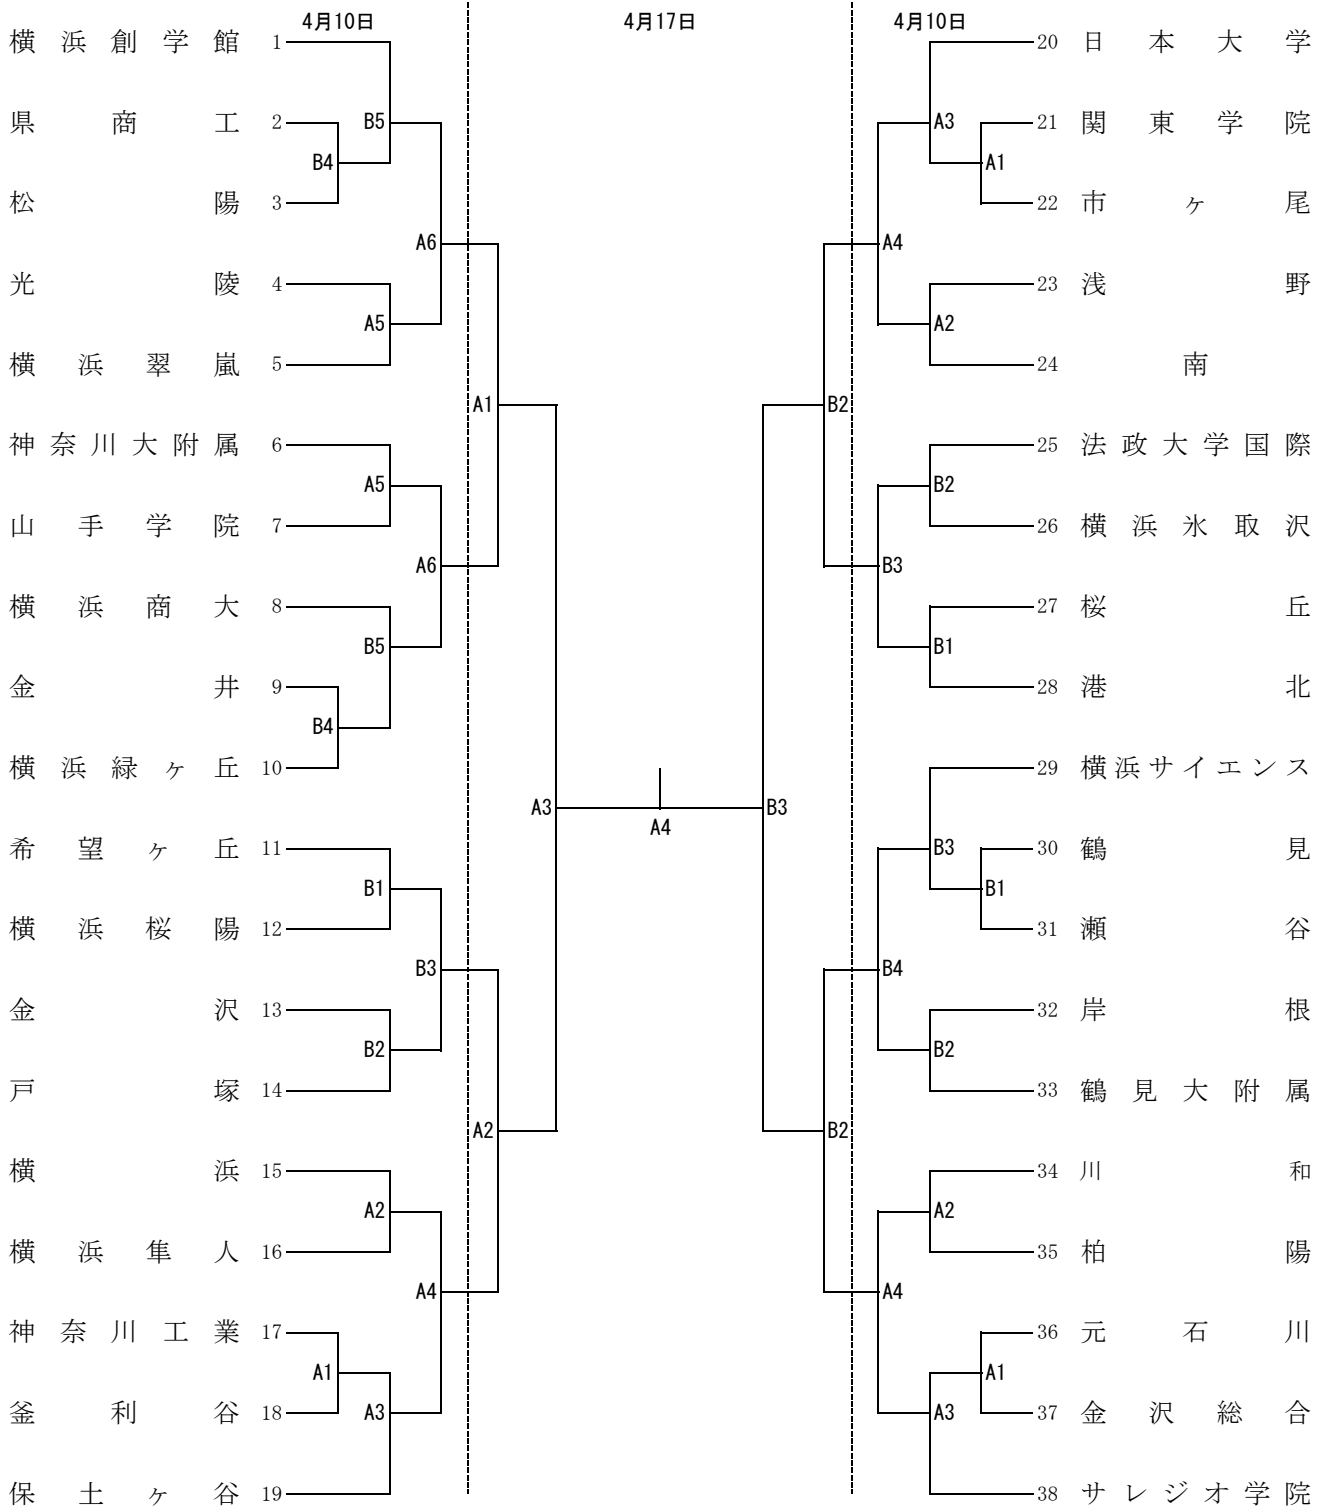 4月10日 4月17日 4月10日
横浜創学館 1 20 日本大学
県商工 2 B5 A3 21 関東学院
B4 A1
松陽 3 22 市ヶ尾
A6 A4
光陵 4 23 浅野
A5 A2
横浜翠嵐 5 24 南
A1 B2
神奈川大附属 6 25 法政大学国際
A5 B2
山手学院 7 26 横浜氷取沢
A6 B3
横浜商大 8 27 桜丘
B5 B1
金井 9 28 港北
B4
横浜緑ヶ丘 10 29 横浜サイエンス
A3 A4 B3
希望ヶ丘 11 B3 30 鶴見
B1 B1
横浜桜陽 12 31 瀬谷
B3 B4
金沢 13 32 岸根
B2 B2
戸塚 14 33 鶴見大附属
A2 B2
横浜 15 34 川和
A2 A2
横浜隼人 16 35 柏陽
A4 A4
神奈川工業 17 36 元石川
A1 A1
釜利谷 18 A3 A3 37 金沢総合
保土ヶ谷 19 38 サレジオ学院